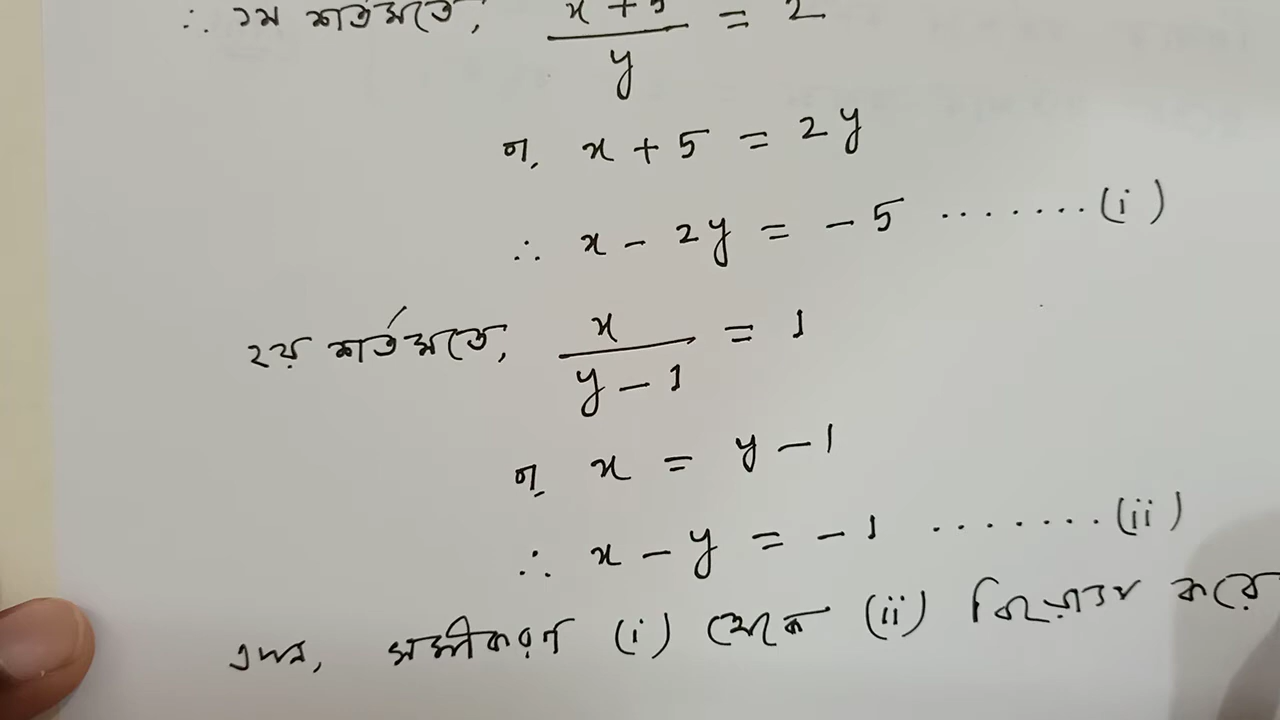 ∴ ১ম শর্তমতে, (x + 5)/y = 2
বা, x + 5 = 2y
∴ x - 2y = - 5 ....... (i)
২য় শর্তমতে, x/(y - 1) = 1
বা, x = y - 1
∴ x - y = - 1 ........ (ii)
এখন, সমীকরণ (i) থেকে (ii) বিয়োগ করে